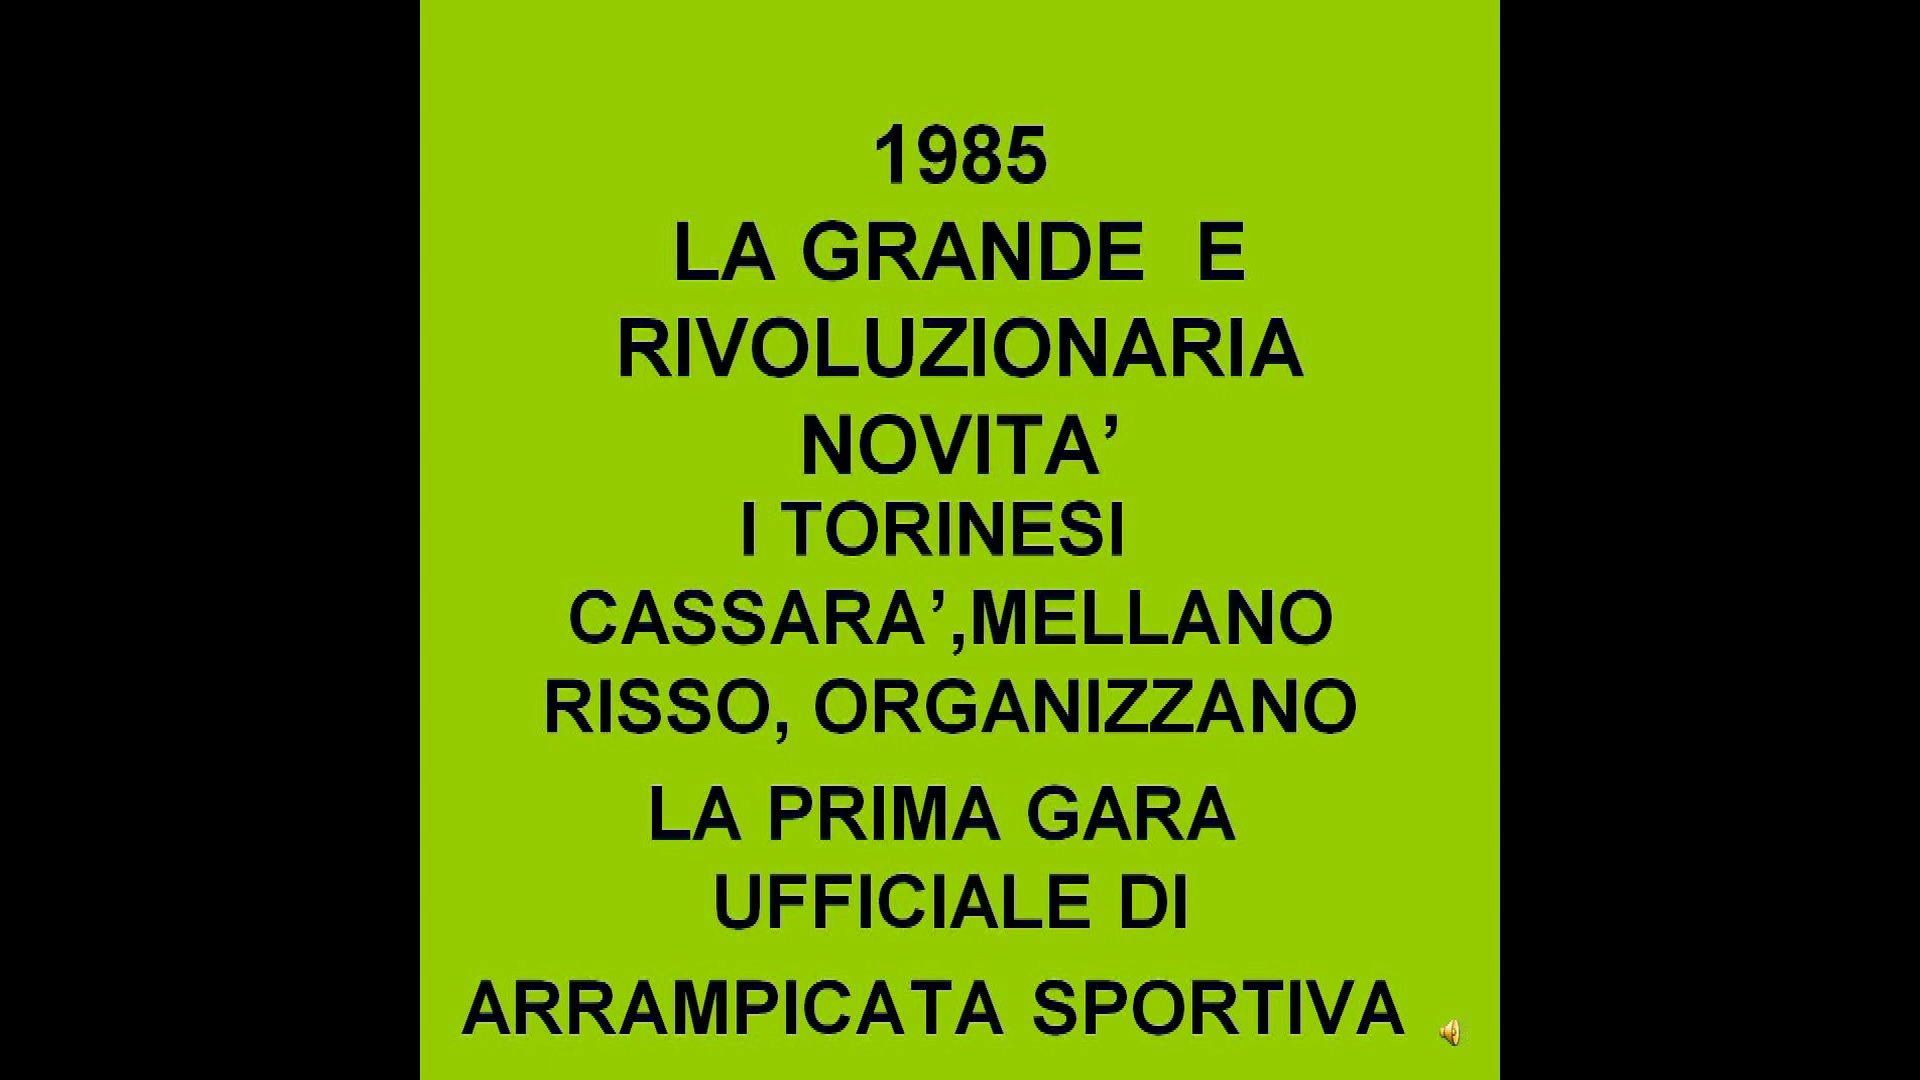 1985
LA GRANDE  E
RIVOLUZIONARIA
NOVITA’
I TORINESI
CASSARA’,MELLANO
RISSO, ORGANIZZANO
LA PRIMA GARA
UFFICIALE DI
ARRAMPICATA SPORTIVA